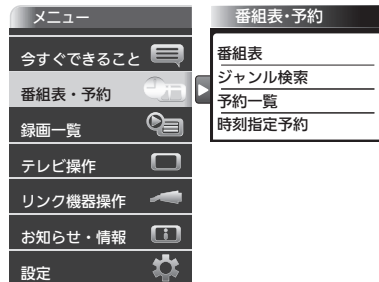 メニュー
今すぐできること
番組表・予約
録画一覧
テレビ操作
リンク機器操作
お知らせ・情報
設定
番組表・予約
番組表
ジャンル検索
予約一覧
時刻指定予約